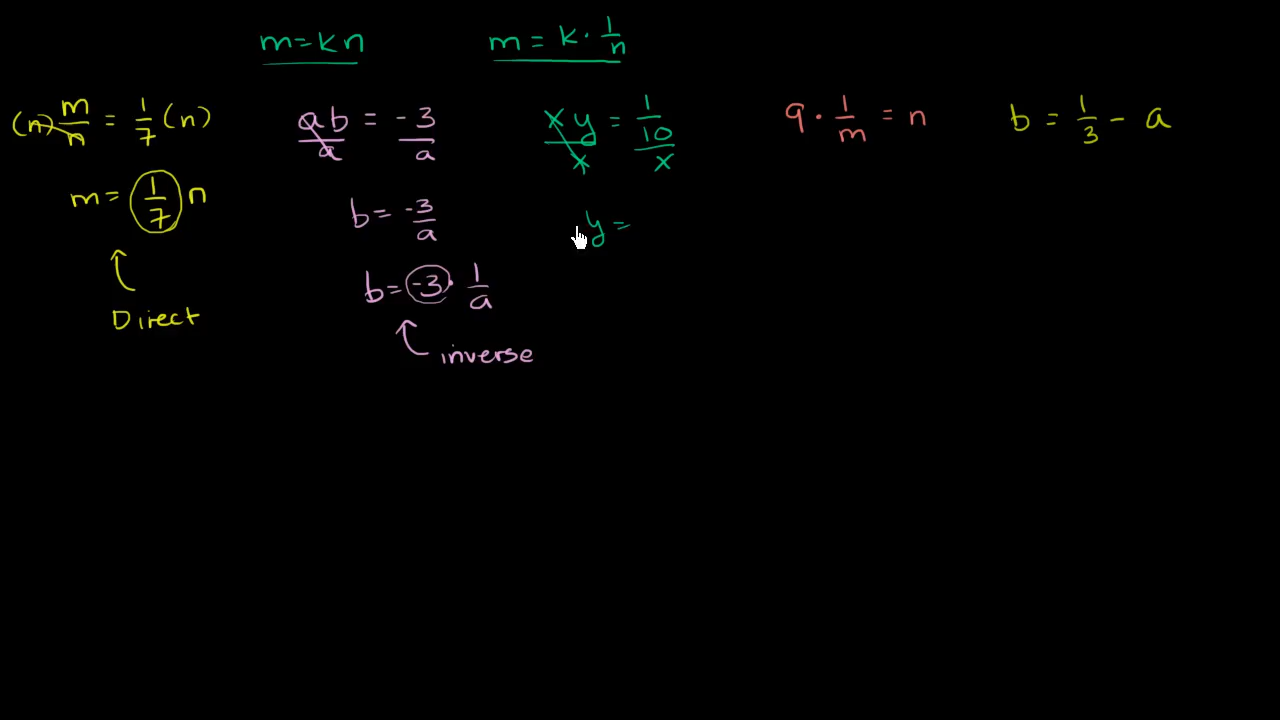 m = kn
m = k · 1/n
(n) m/n = 1/7 (n)
m = 1/7 n
Direct
ab/a = -3/a
b = -3/a
b = -3 · 1/a
inverse
xy/x = 1/10/x
y =
9 · 1/m = n
b = 1/3 - a